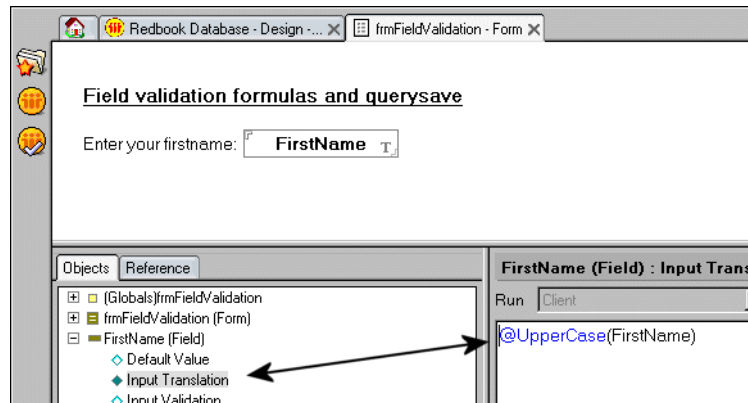 Redbook Database - Design -... frmFieldValidation - Form
Field validation formulas and querysave
Enter your firstname: FirstName T
Objects Reference
FirstName (Field) : Input Trans
(Globals)frmFieldValidation
Run Client
frmFieldValidation (Form)
FirstName (Field)
@UpperCase(FirstName)
Default Value
Input Translation
Input Validation